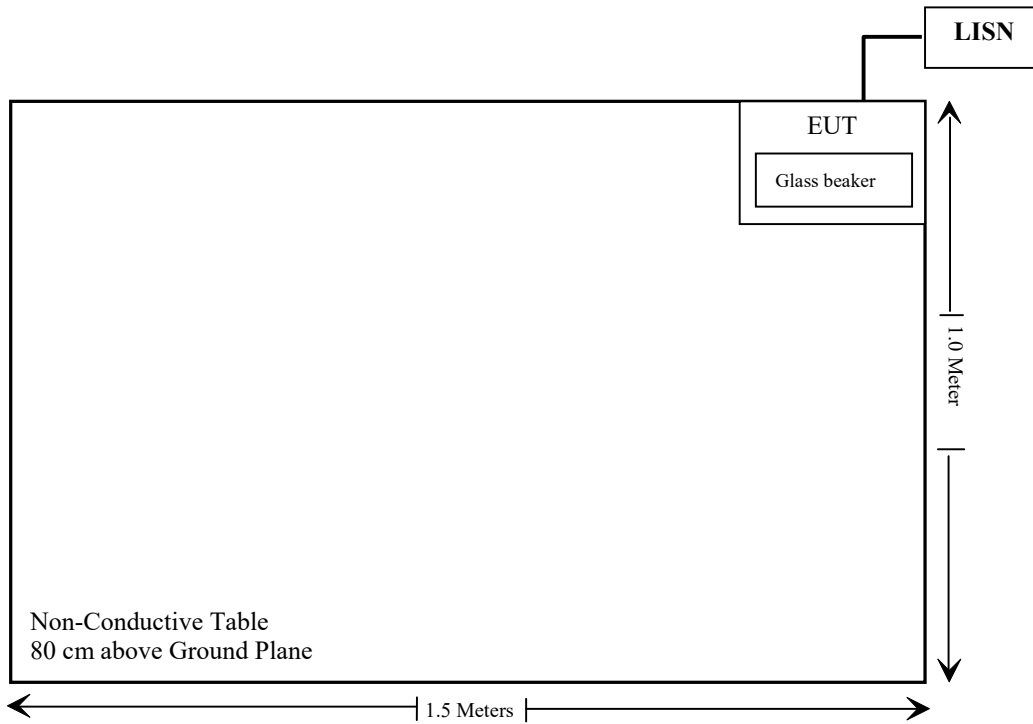 LISN
EUT
Glass beaker
1.0 Meter
Non-Conductive Table
80 cm above Ground Plane
1.5 Meters